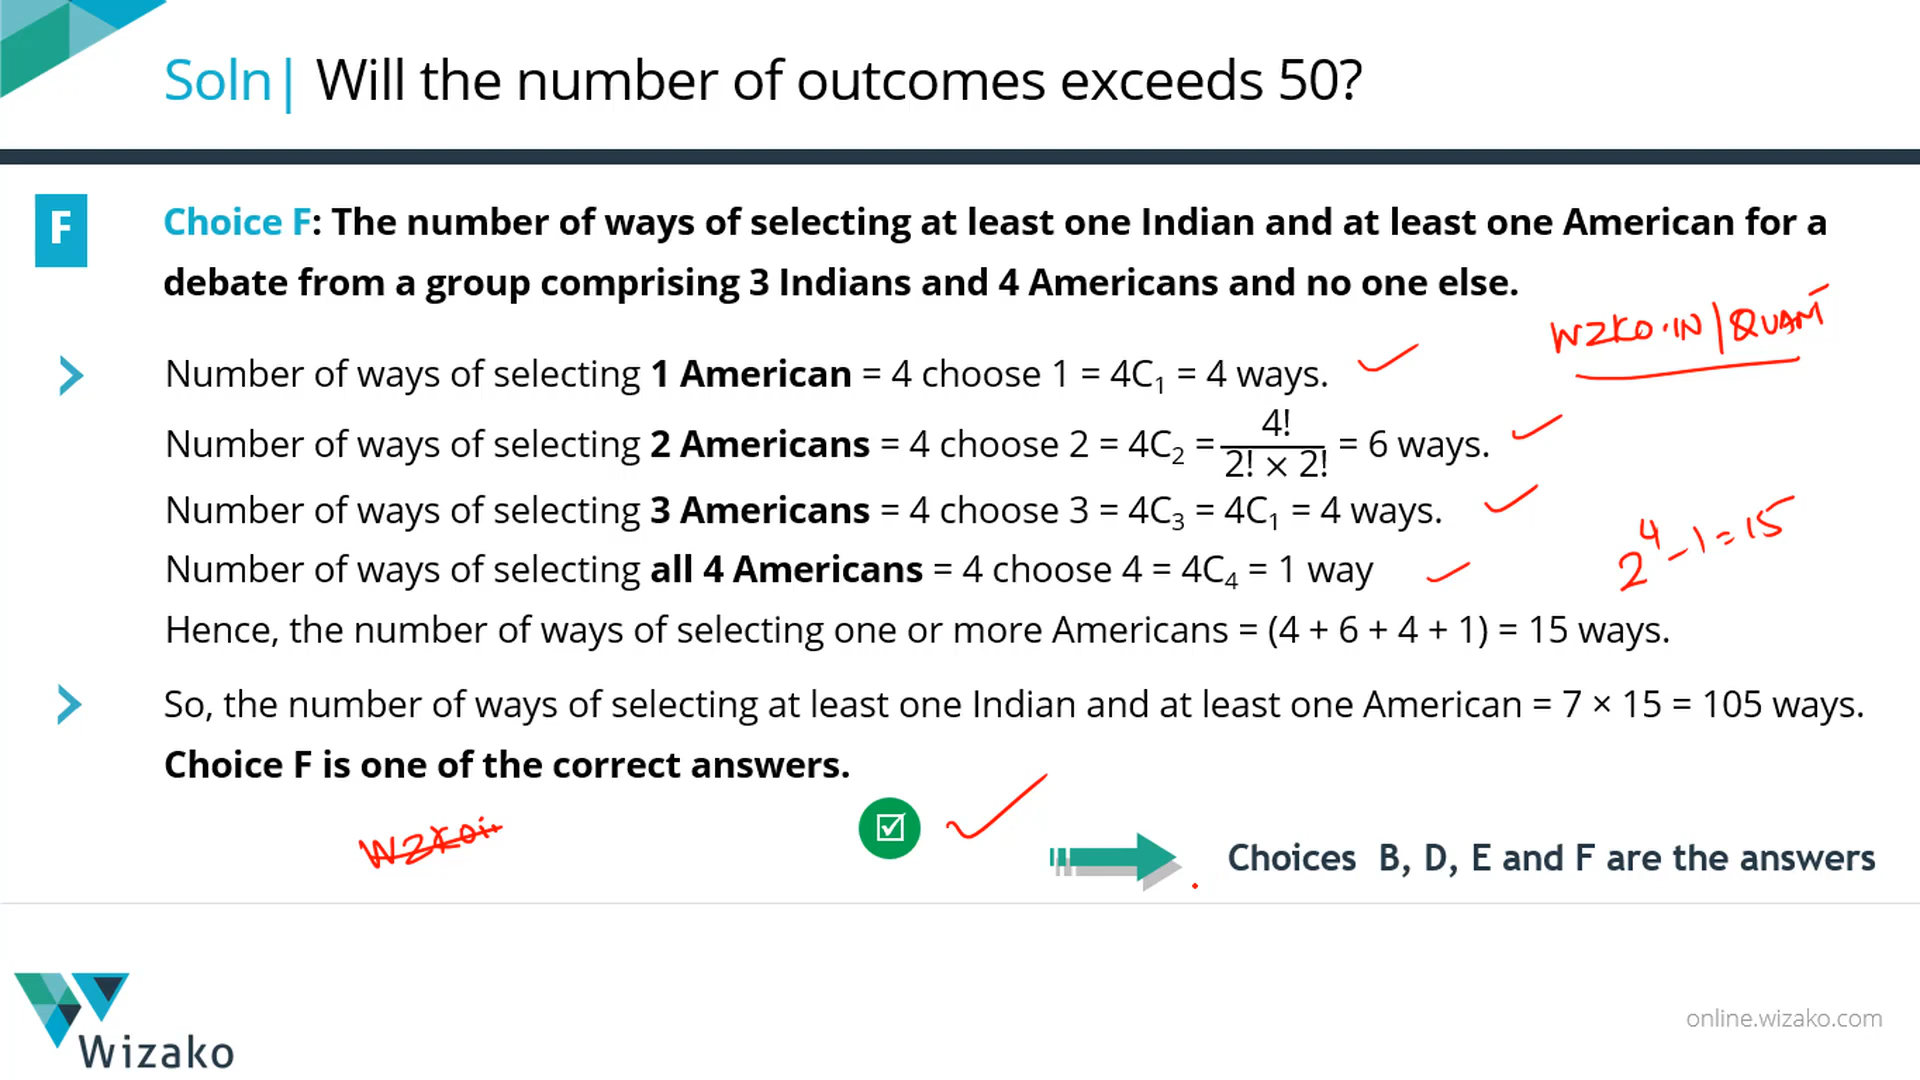 Soln| Will the number of outcomes exceeds 50?
F
Choice F: The number of ways of selecting at least one Indian and at least one American for a
debate from a group comprising 3 Indians and 4 Americans and no one else.
WZKO.IN|QUANT
Number of ways of selecting 1 American = 4 choose 1 = 4C₁ = 4 ways.
Number of ways of selecting 2 Americans = 4 choose 2 = 4C₂ = 4!/(2! × 2!) = 6 ways.
Number of ways of selecting 3 Americans = 4 choose 3 = 4C₃ = 4C₁ = 4 ways.
2⁴-1=15
Number of ways of selecting all 4 Americans = 4 choose 4 = 4C₄ = 1 way
Hence, the number of ways of selecting one or more Americans = (4 + 6 + 4 + 1) = 15 ways.
So, the number of ways of selecting at least one Indian and at least one American = 7 × 15 = 105 ways.
Choice F is one of the correct answers.
Choices B, D, E and F are the answers
Wizako
online.wizako.com